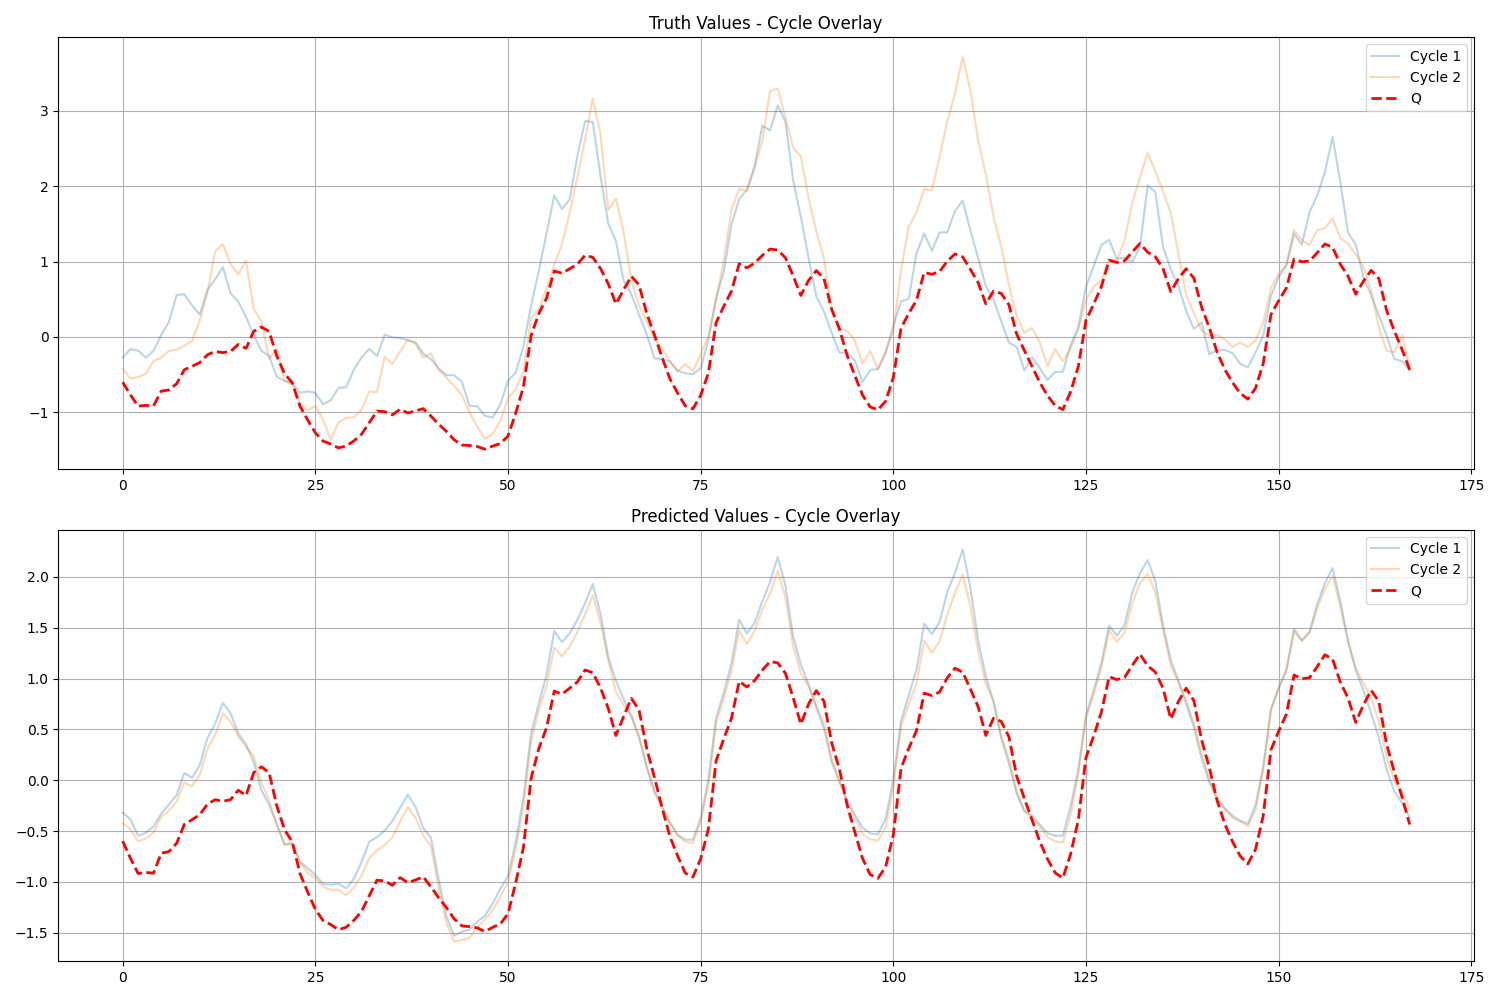 Truth Values - Cycle Overlay
Cycle 1
Cycle 2
Q
3
2
1
0
−1
0 25 50 75 100 125 150 175
Predicted Values - Cycle Overlay
Cycle 1
Cycle 2
Q
2.0
1.5
1.0
0.5
0.0
−0.5
−1.0
−1.5
0 25 50 75 100 125 150 175